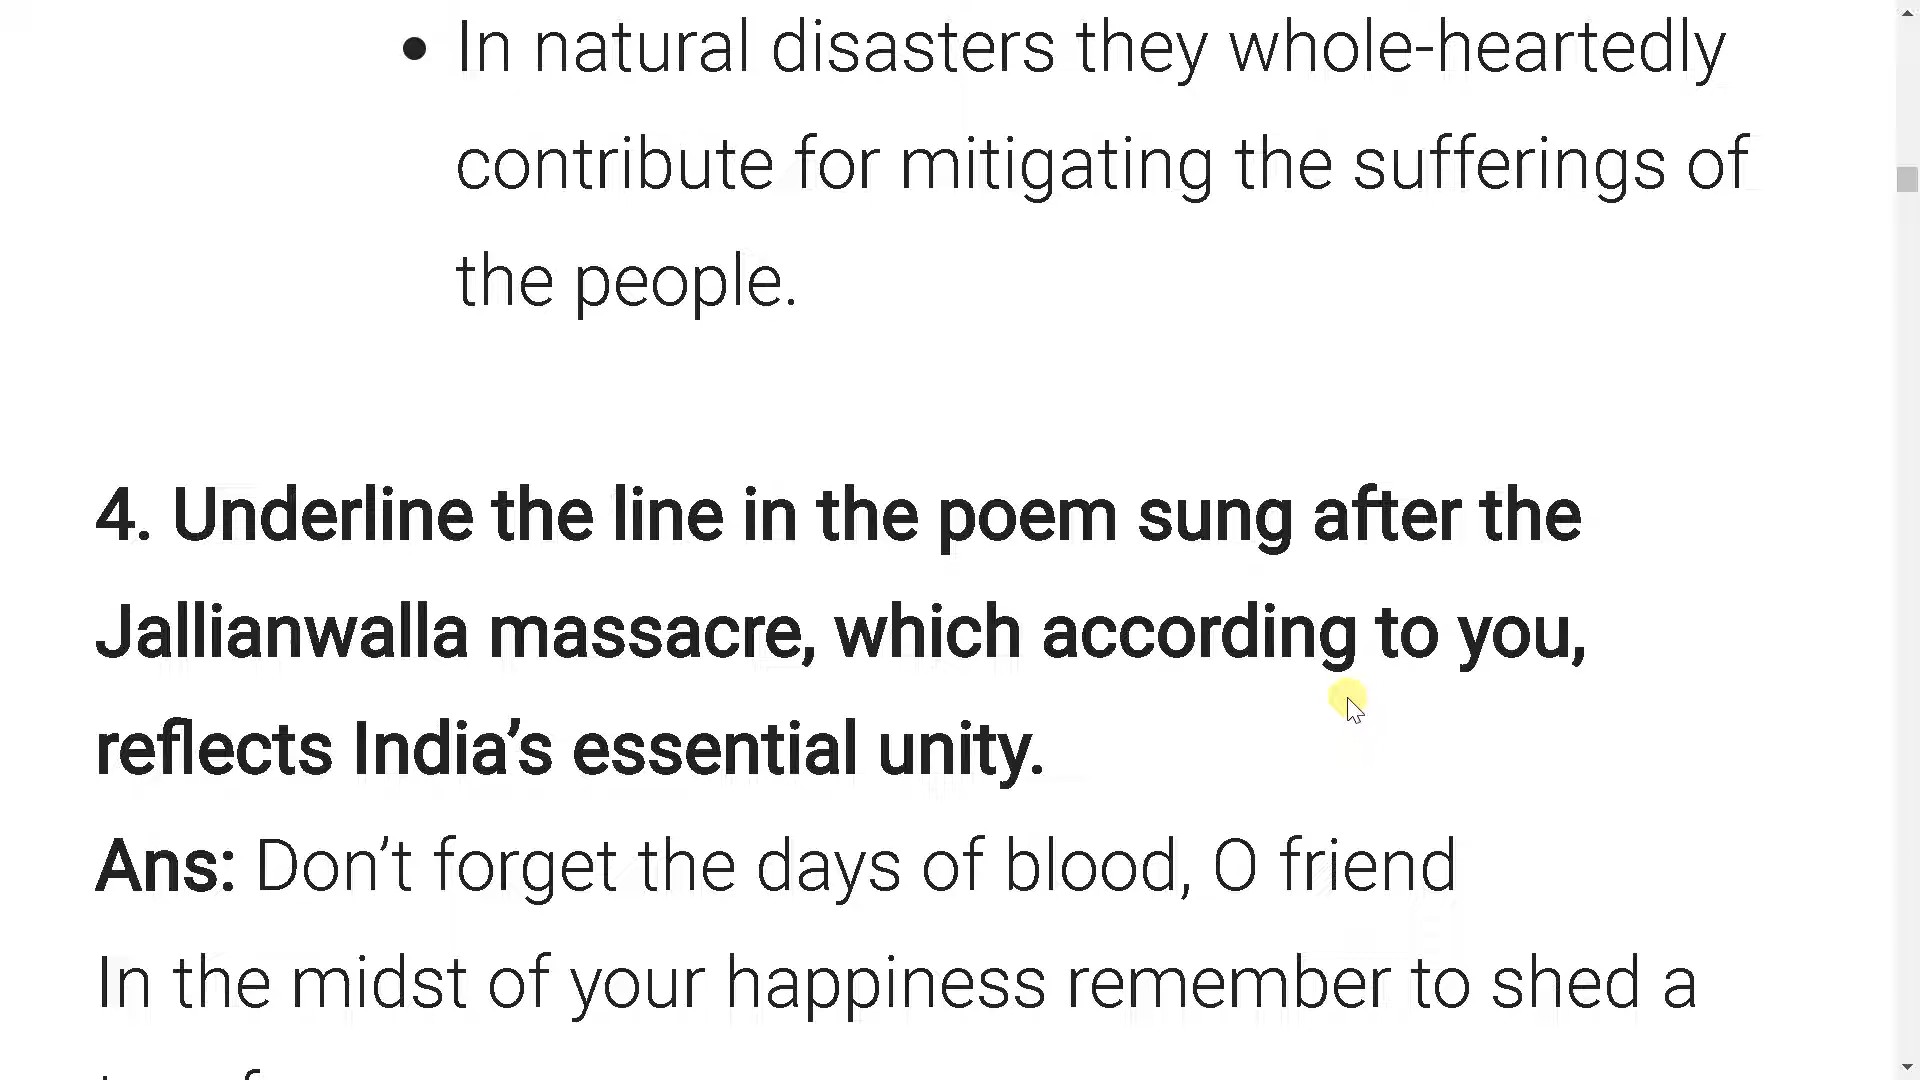 • In natural disasters they whole-heartedly
contribute for mitigating the sufferings of
the people.
4. Underline the line in the poem sung after the
Jallianwalla massacre, which according to you,
reflects India’s essential unity.
Ans: Don’t forget the days of blood, O friend
In the midst of your happiness remember to shed a